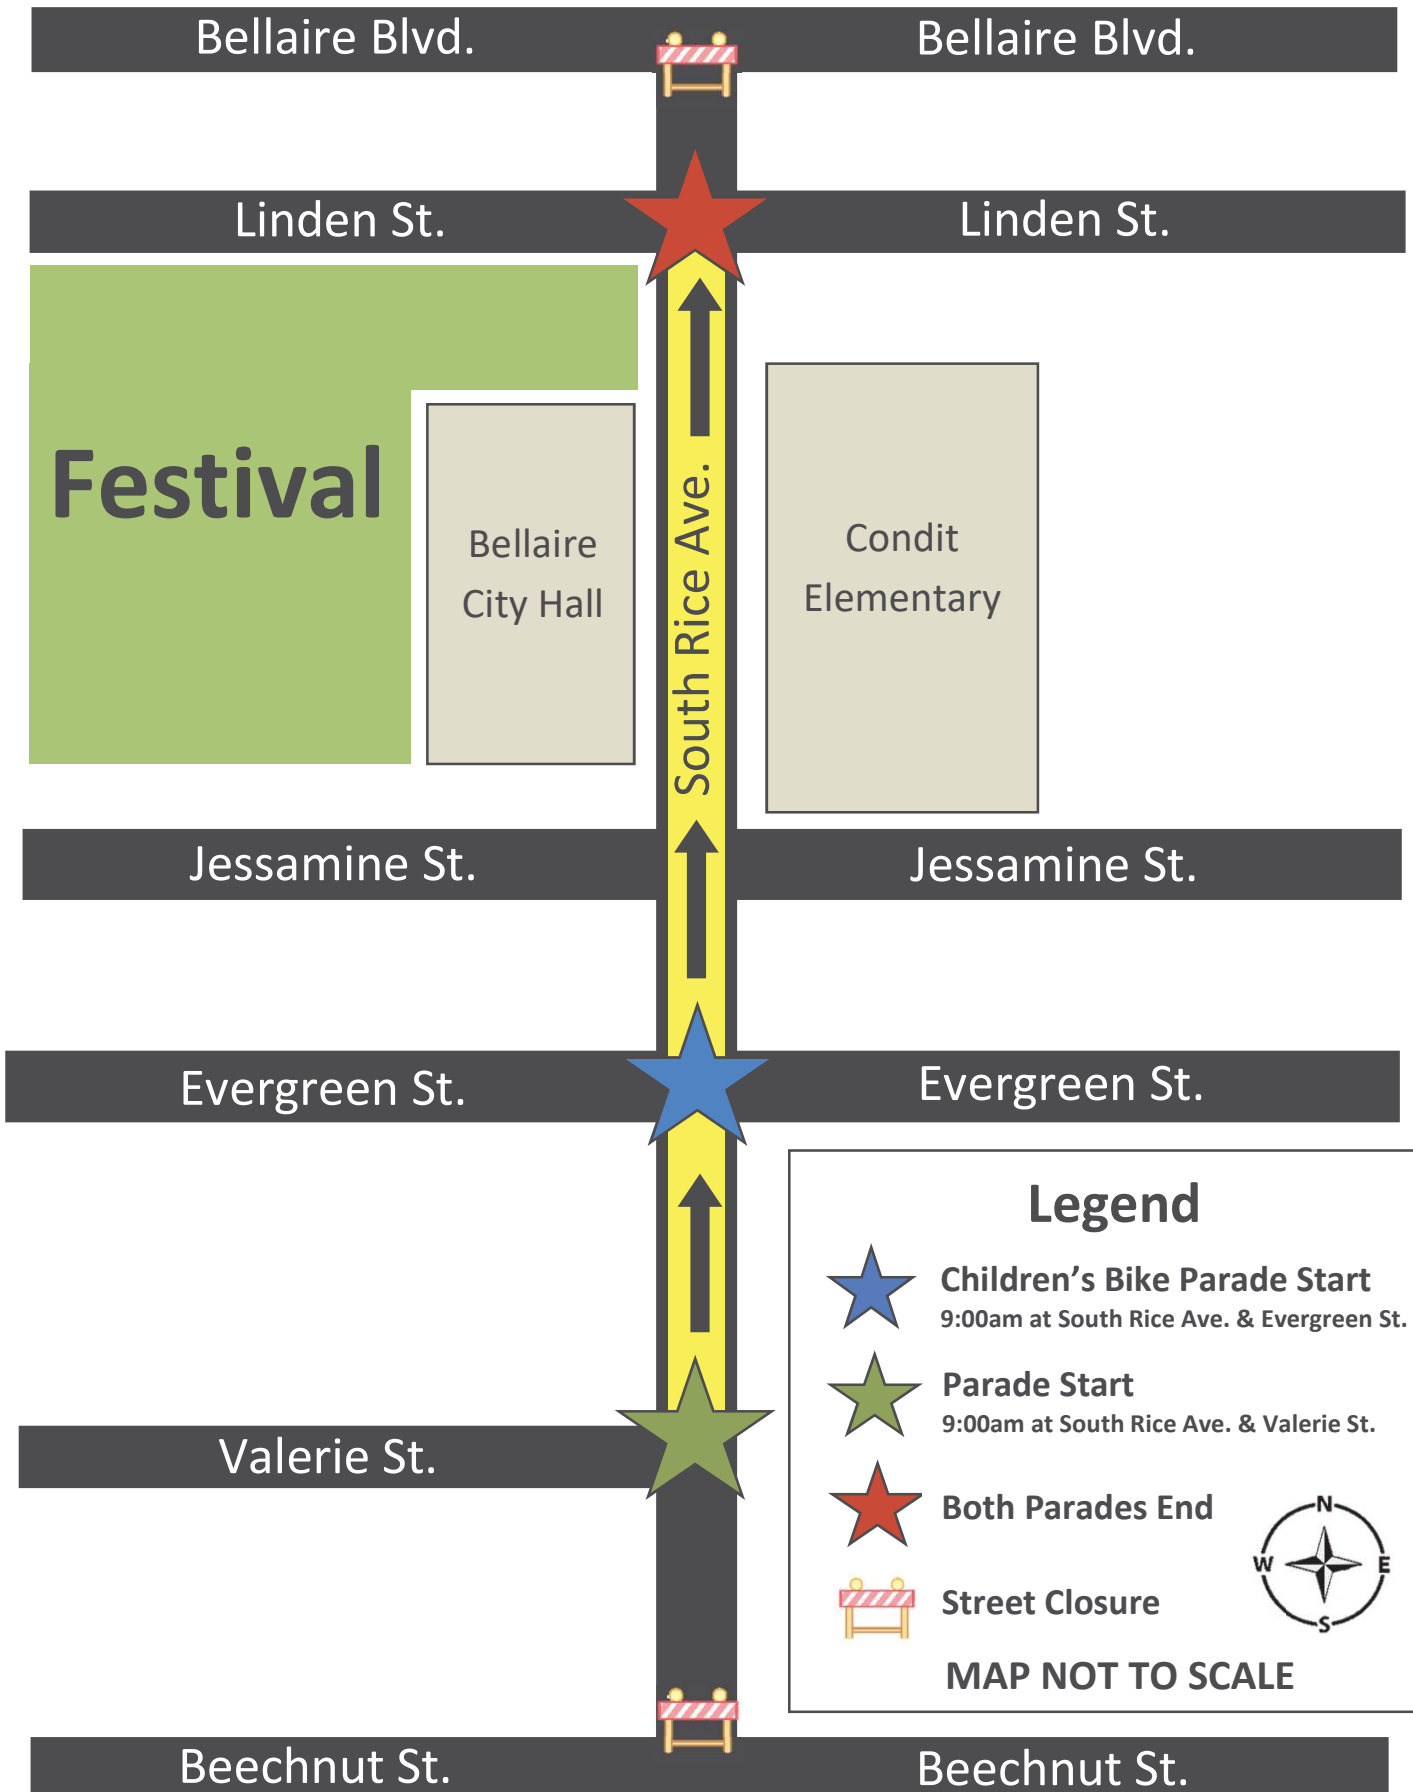 Bellaire Blvd.
Bellaire Blvd.
Linden St.
Linden St.
Festival
Bellaire
City Hall
South Rice Ave.
Condit
Elementary
Jessamine St.
Jessamine St.
Evergreen St.
Evergreen St.
Valerie St.
Legend
Children’s Bike Parade Start
9:00am at South Rice Ave. & Evergreen St.
Parade Start
9:00am at South Rice Ave. & Valerie St.
Both Parades End
N
W
E
S
Street Closure
MAP NOT TO SCALE
Beechnut St.
Beechnut St.